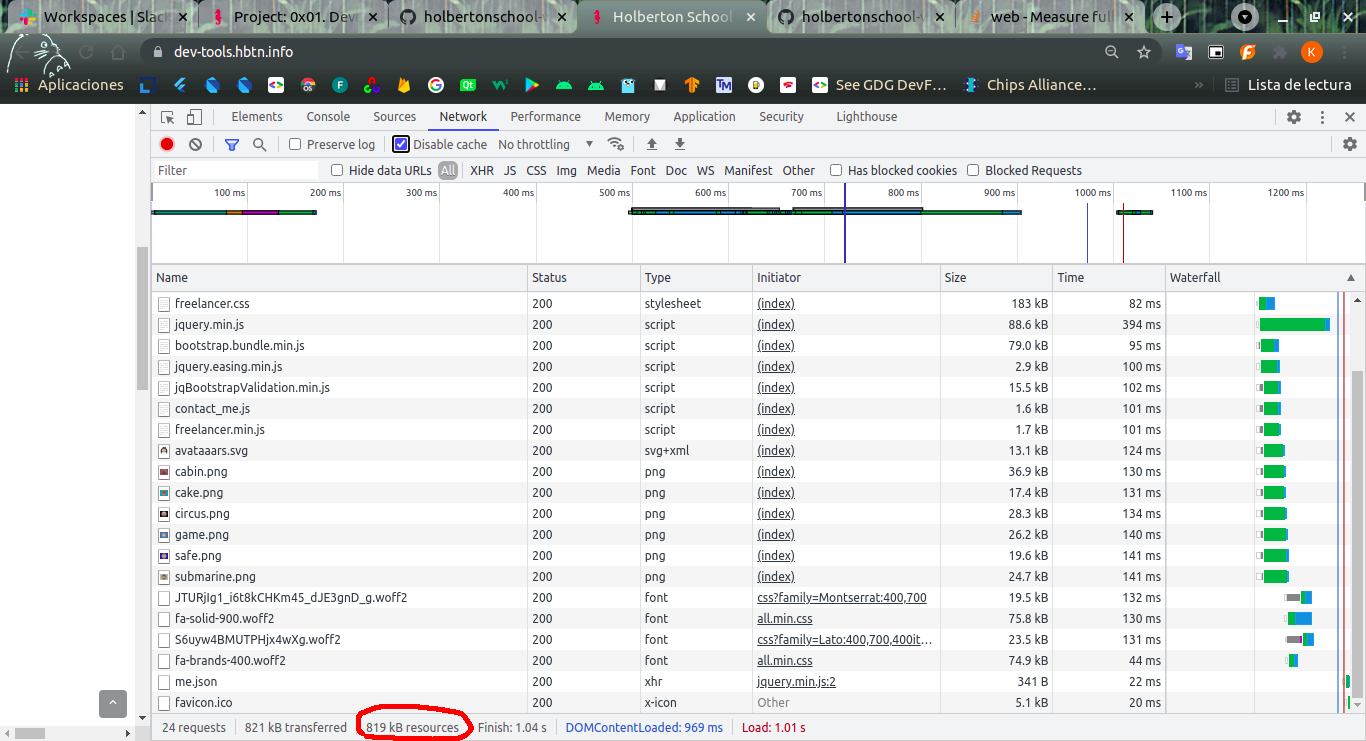 Workspaces | Slac × Project: 0x01. Dev × holbertonschool-w × Holberton School × holbertonschool-w × web - Measure full ×
dev-tools.hbtn.info K
Aplicaciones See GDG DevF… Chips Alliance… » Lista de lectura
Elements Console Sources Network Performance Memory Application Security Lighthouse
Preserve log Disable cache No throttling
Filter Hide data URLs All XHR JS CSS Img Media Font Doc WS Manifest Other Has blocked cookies Blocked Requests
100 ms 200 ms 300 ms 400 ms 500 ms 600 ms 700 ms 800 ms 900 ms 1000 ms 1100 ms 1200 ms
Name Status Type Initiator Size Time Waterfall
freelancer.css 200 stylesheet (index) 183 kB 82 ms
jquery.min.js 200 script (index) 88.6 kB 394 ms
bootstrap.bundle.min.js 200 script (index) 79.0 kB 95 ms
jquery.easing.min.js 200 script (index) 2.9 kB 100 ms
jqBootstrapValidation.min.js 200 script (index) 15.5 kB 102 ms
contact_me.js 200 script (index) 1.6 kB 101 ms
freelancer.min.js 200 script (index) 1.7 kB 101 ms
avataaars.svg 200 svg+xml (index) 13.1 kB 124 ms
cabin.png 200 png (index) 36.9 kB 130 ms
cake.png 200 png (index) 17.4 kB 131 ms
circus.png 200 png (index) 28.3 kB 134 ms
game.png 200 png (index) 26.2 kB 140 ms
safe.png 200 png (index) 19.6 kB 141 ms
submarine.png 200 png (index) 24.7 kB 141 ms
JTURjIg1_i6t8kCHKm45_dJE3gnD_g.woff2 200 font css?family=Montserrat:400,700 19.5 kB 132 ms
fa-solid-900.woff2 200 font all.min.css 75.8 kB 130 ms
S6uyw4BMUTPHjx4wXg.woff2 200 font css?family=Lato:400,700,400it… 23.5 kB 131 ms
fa-brands-400.woff2 200 font all.min.css 74.9 kB 44 ms
me.json 200 xhr jquery.min.js:2 341 B 22 ms
favicon.ico 200 x-icon Other 5.1 kB 20 ms
24 requests 821 kB transferred 819 kB resources Finish: 1.04 s DOMContentLoaded: 969 ms Load: 1.01 s